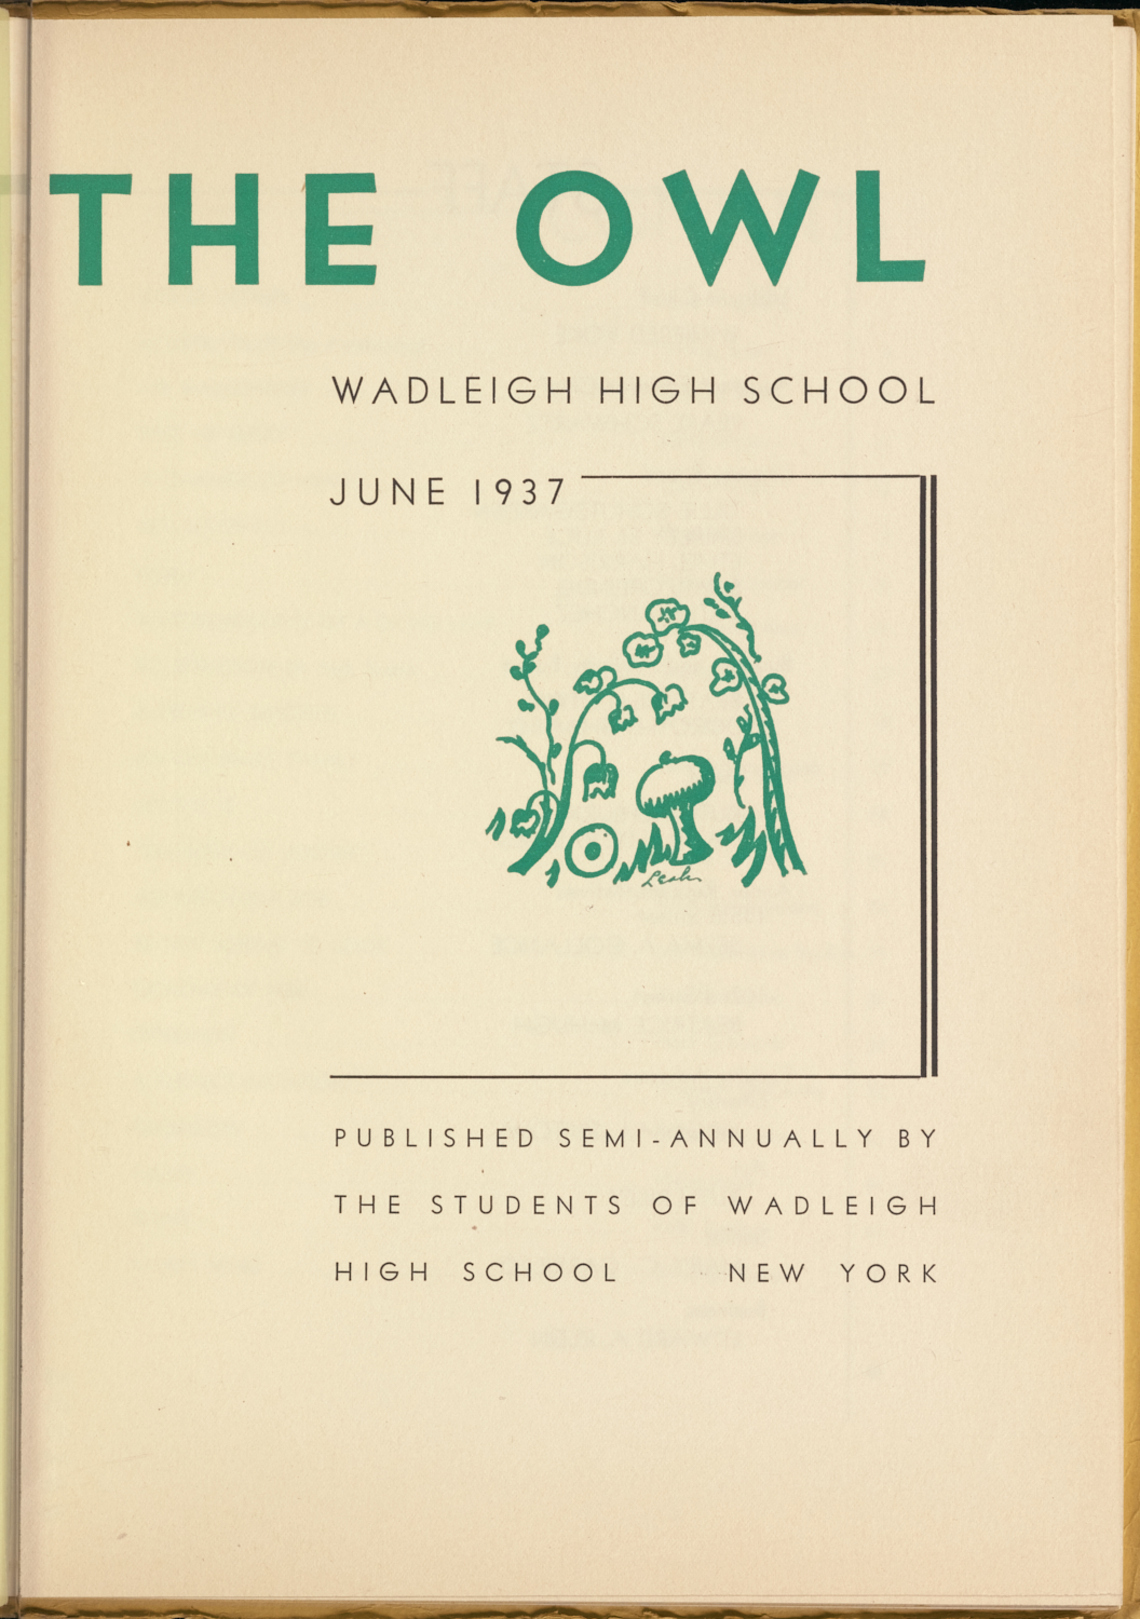 THE OWL
WADLEIGH HIGH SCHOOL
JUNE 1937
PUBLISHED SEMI-ANNUALLY BY
THE STUDENTS OF WADLEIGH
HIGH SCHOOL NEW YORK